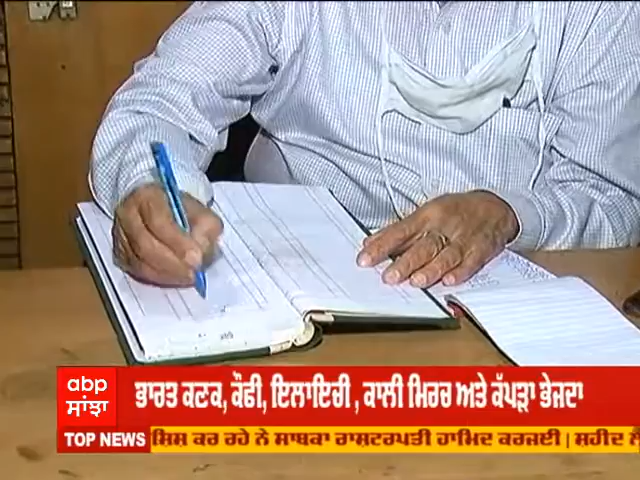 abp
ਸਾਂਝਾ
ਭਾਰਤ ਕਣਕ, ਕੌਫੀ, ਇਲਾਇਚੀ, ਕਾਲੀ ਮਿਰਚ ਅਤੇ ਕੱਪੜਾ ਭੇਜਦਾ
TOP NEWS
ਕਰ ਰਹੇ ਨੇ ਸਾਬਕਾ ਰਾਸ਼ਟਰਪਤੀ ਹਾਮਿਦ ਕਰਜ਼ਈ | ਸ਼ਹੀਦ